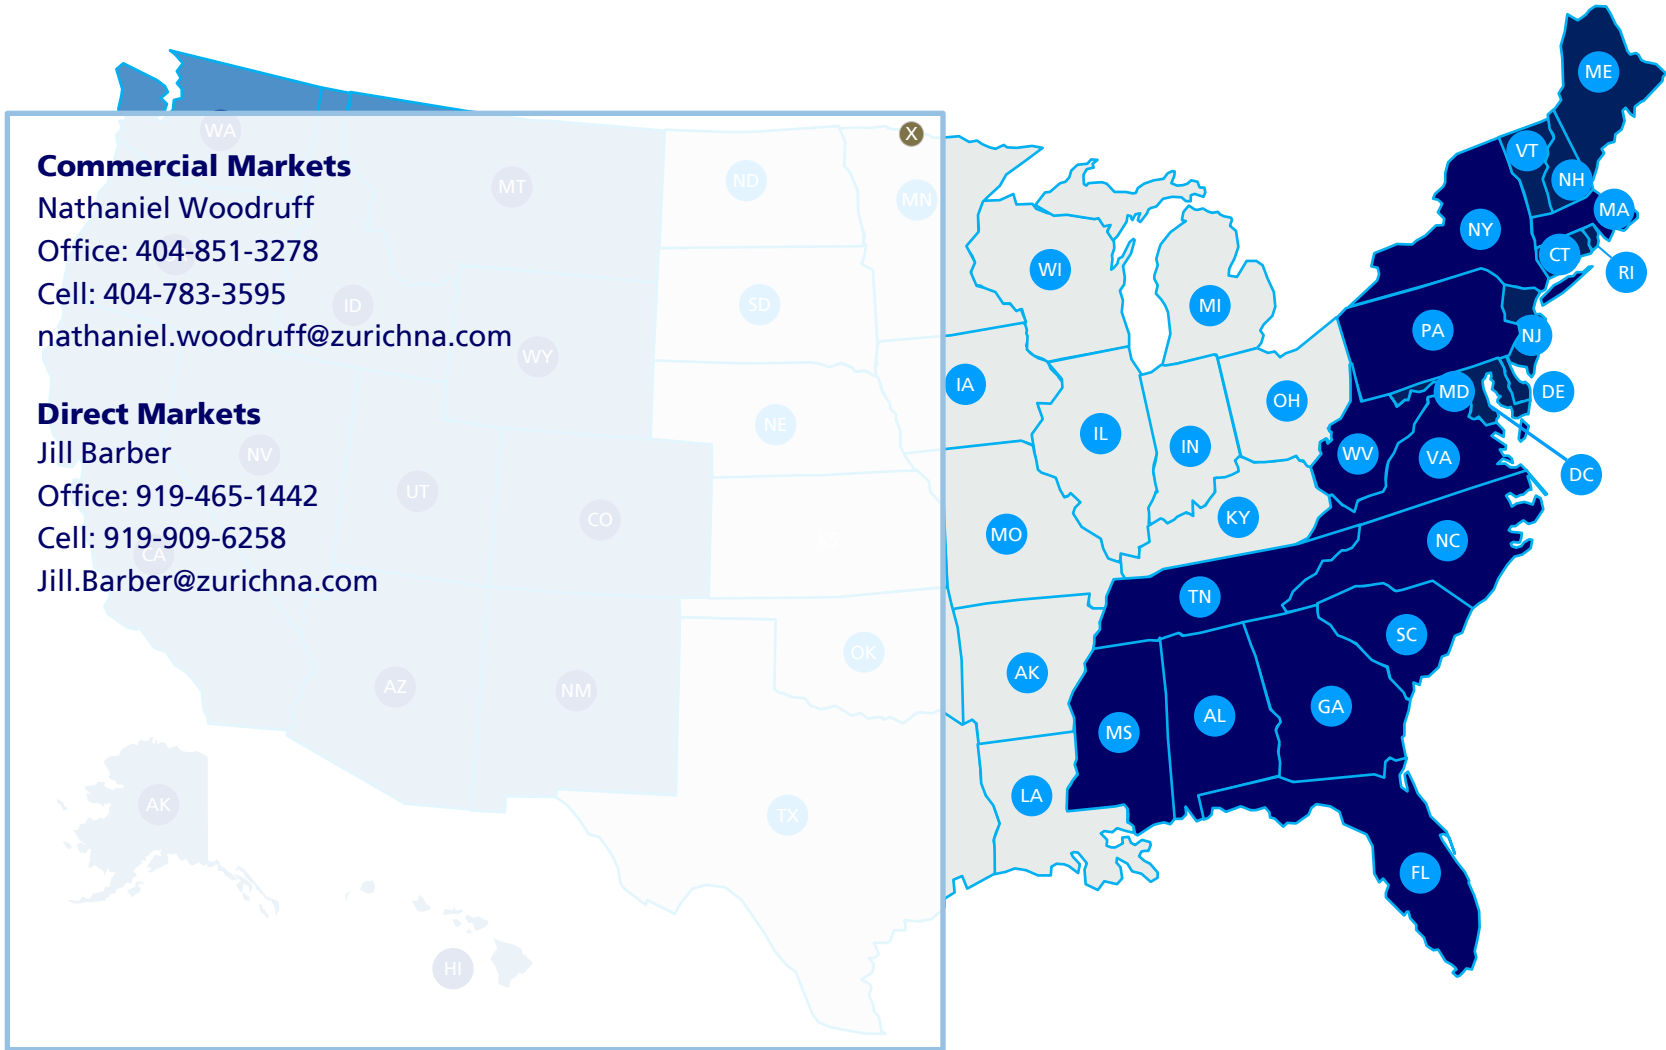 Commercial Markets
Nathaniel Woodruff
Office: 404-851-3278
Cell: 404-783-3595
nathaniel.woodruff@zurichna.com
Direct Markets
Jill Barber
Office: 919-465-1442
Cell: 919-909-6258
Jill.Barber@zurichna.com
X
WA
MT
ND
MN
ID
WY
SD
NE
NV
UT
CO
CA
AZ
NM
OK
TX
AK
HI
WI
MI
IA
IL
IN
OH
MO
KY
AK
LA
TN
MS
AL
GA
FL
SC
NC
VA
WV
PA
NY
ME
VT
NH
MA
CT
RI
NJ
MD
DE
DC